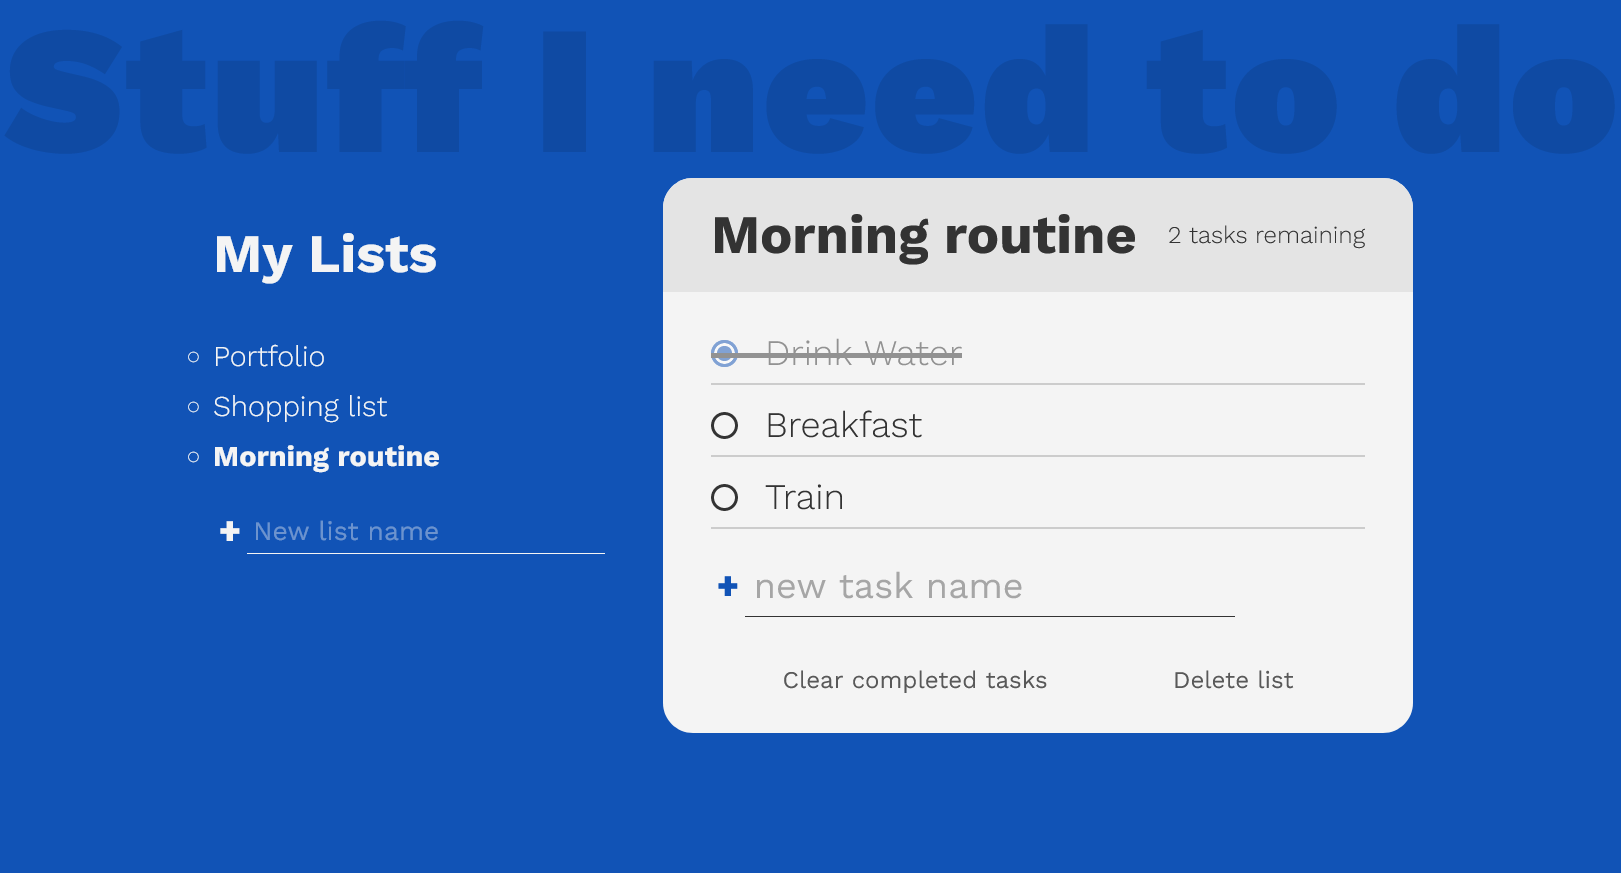 Stuff I need to do
My Lists
Portfolio
Shopping list
Morning routine
New list name
Morning routine
2 tasks remaining
Drink Water
Breakfast
Train
new task name
Clear completed tasks
Delete list